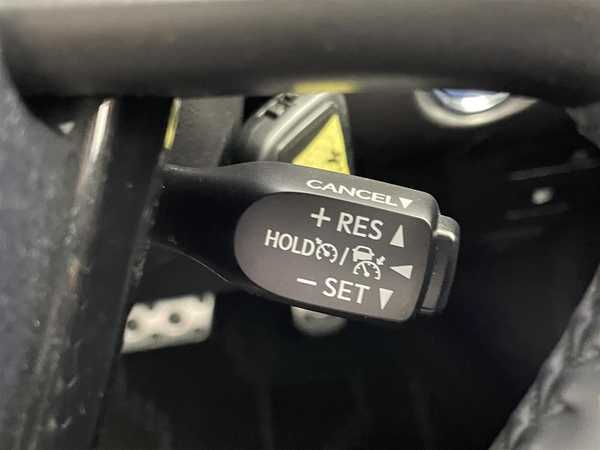 CANCEL▼
+ RES ▲
HOLD /
− SET ▼